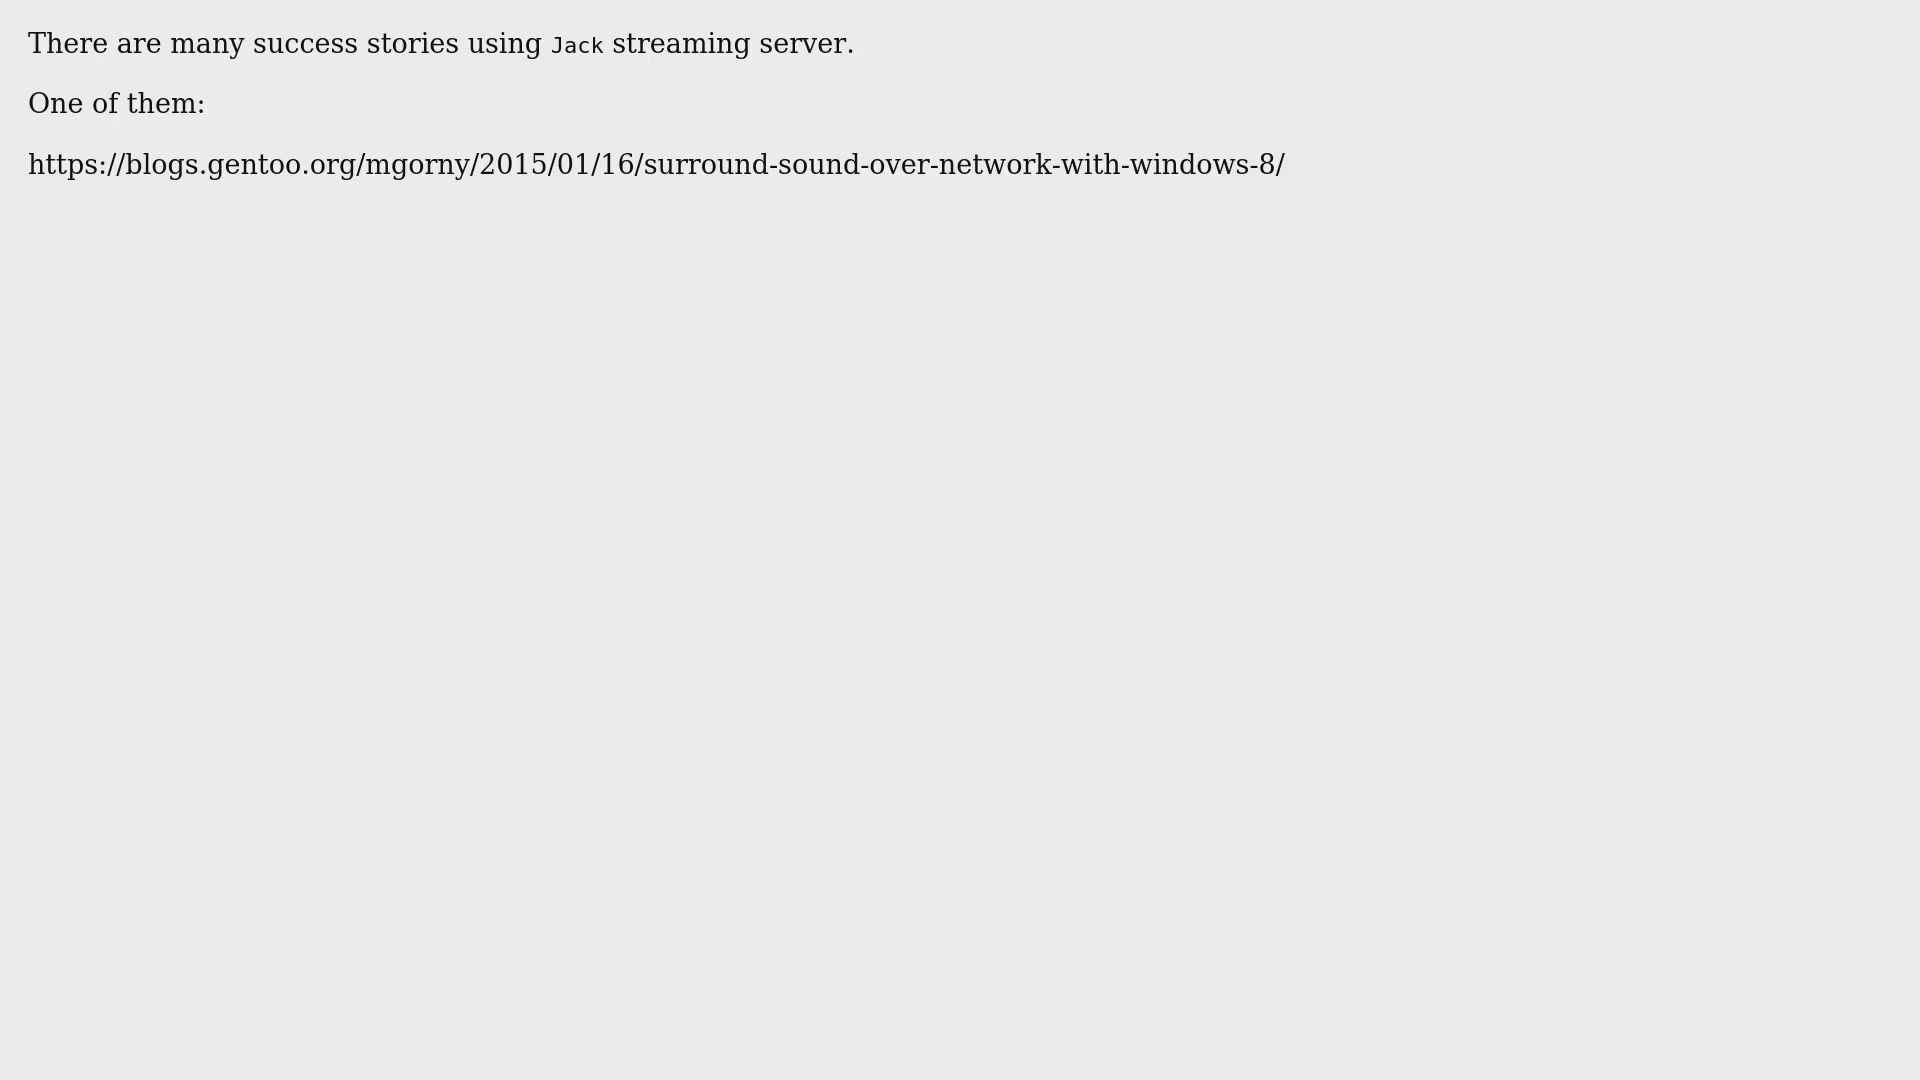 There are many success stories using Jack streaming server.
One of them:
https://blogs.gentoo.org/mgorny/2015/01/16/surround-sound-over-network-with-windows-8/